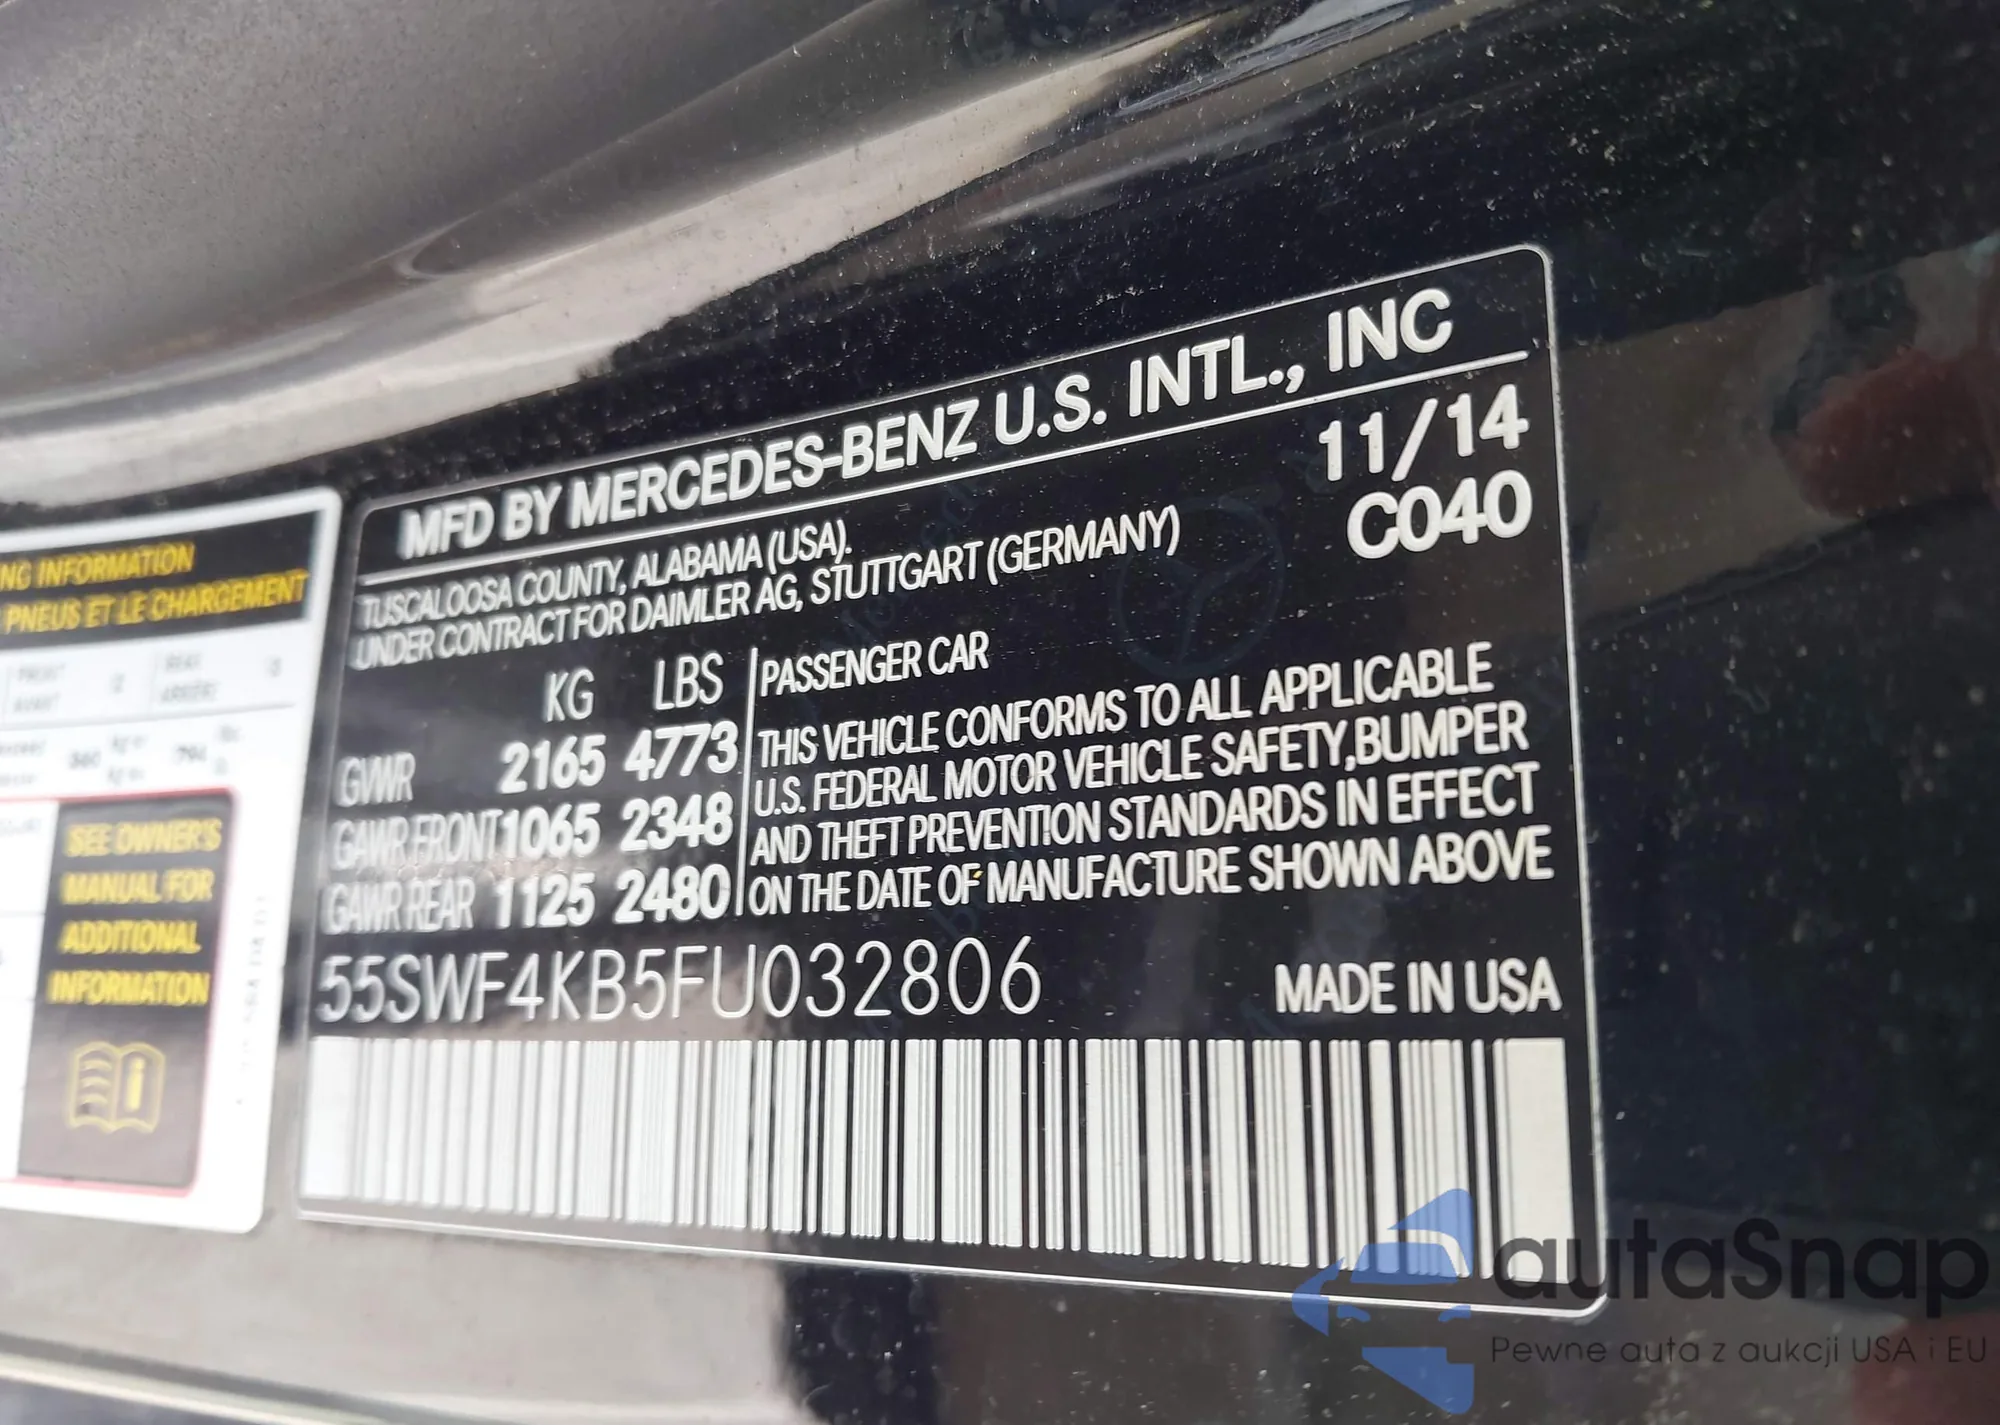 MFD BY MERCEDES-BENZ U.S. INTL., INC
TUSCALOOSA COUNTY, ALABAMA (USA).
UNDER CONTRACT FOR DAIMLER AG, STUTTGART (GERMANY)
11/14
C040
KG LBS
GVWR 2165 4773
GAWR FRONT 1065 2348
GAWR REAR 1125 2480
PASSENGER CAR
THIS VEHICLE CONFORMS TO ALL APPLICABLE
U.S. FEDERAL MOTOR VEHICLE SAFETY,BUMPER
AND THEFT PREVENTION STANDARDS IN EFFECT
ON THE DATE OF MANUFACTURE SHOWN ABOVE
55SWF4KB5FU032806
MADE IN USA
NG INFORMATION
PNEUS ET LE CHARGEMENT
SEE OWNER'S
MANUAL FOR
ADDITIONAL
INFORMATION
autaSnap
Pewne auta z aukcji USA i EU